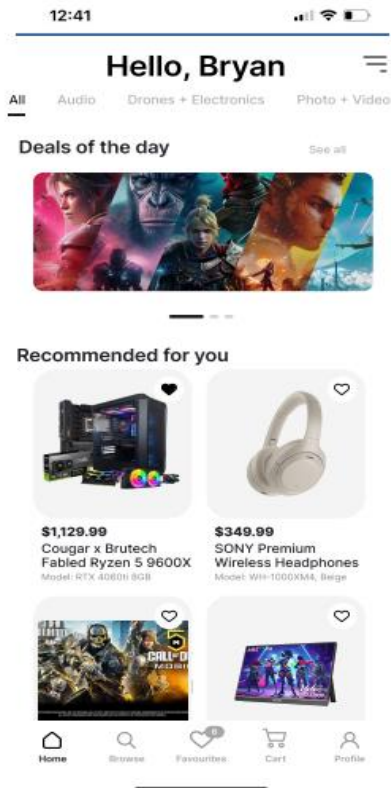 12:41
Hello, Bryan
All Audio Drones + Electronics Photo + Video
Deals of the day See all
Recommended for you
$1,129.99
Cougar x Brutech
Fabled Ryzen 5 9600X
Model: RTX 4060ti 8GB
$349.99
SONY Premium
Wireless Headphones
Model: WH-1000XM4, Beige
CALL OF DUTY
MOBILE
6
Home Browse Favourites Cart Profile